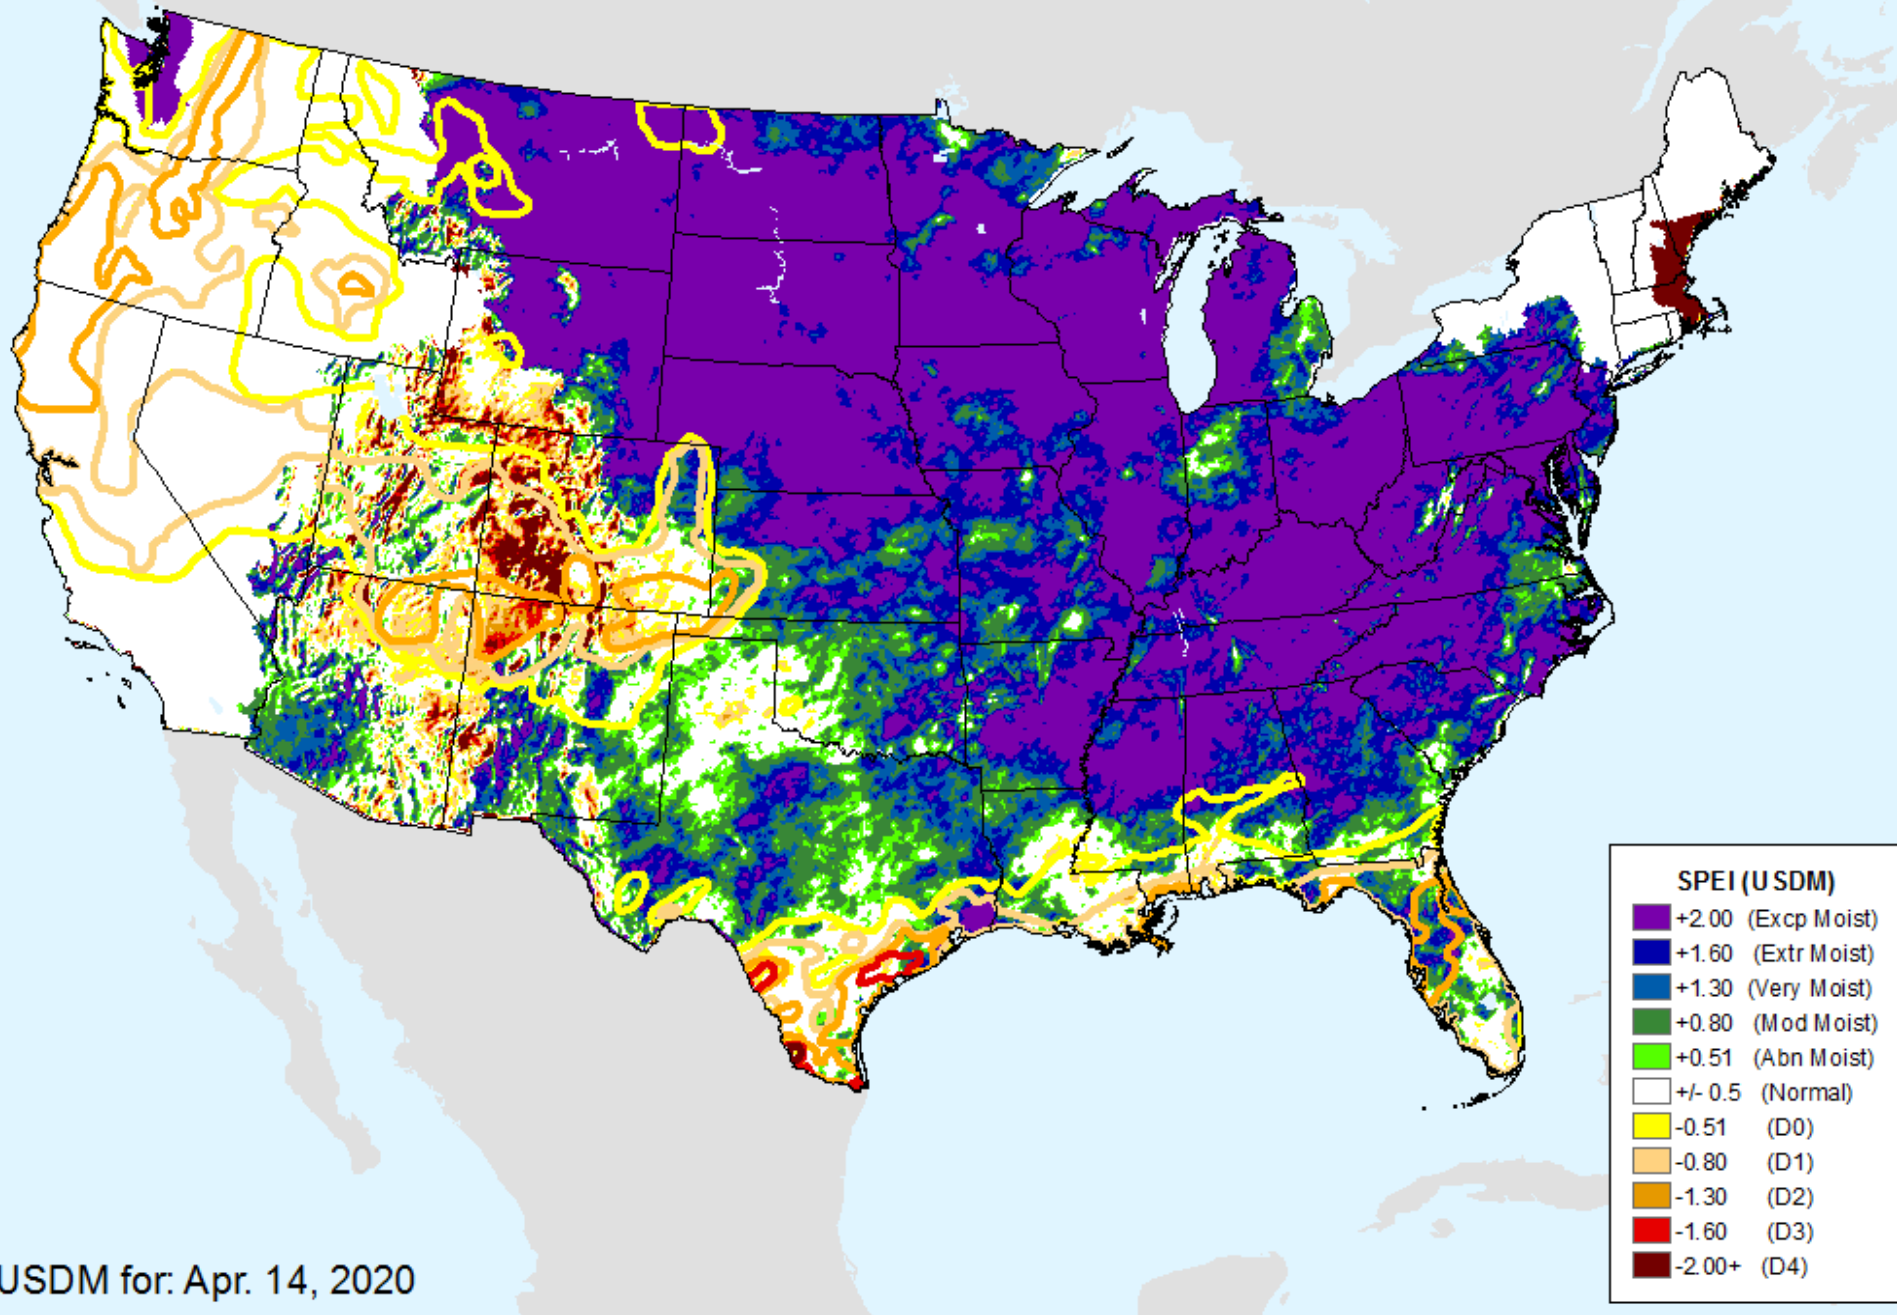 SPEI (USDM)
+2.00 (Excp Moist)
+1.60 (Extr Moist)
+1.30 (Very Moist)
+0.80 (Mod Moist)
+0.51 (Abn Moist)
+/- 0.5 (Normal)
-0.51 (D0)
-0.80 (D1)
-1.30 (D2)
-1.60 (D3)
-2.00+ (D4)
USDM for: Apr. 14, 2020